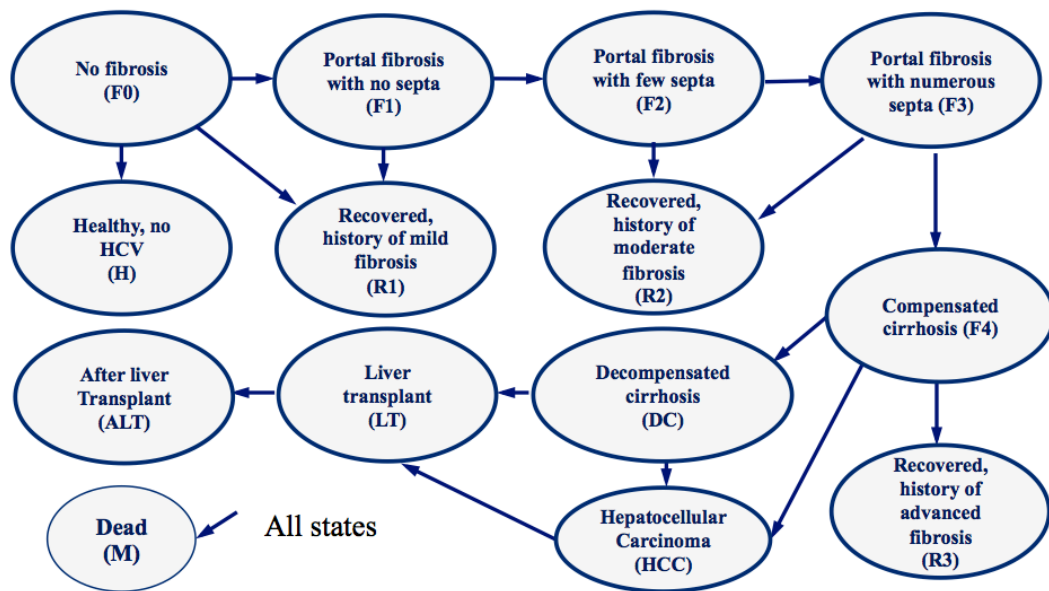 No fibrosis
(F0)
Portal fibrosis
with no septa
(F1)
Portal fibrosis
with few septa
(F2)
Portal fibrosis
with numerous
septa (F3)
Healthy, no
HCV
(H)
Recovered,
history of mild
fibrosis
(R1)
Recovered,
history of
moderate
fibrosis
(R2)
Compensated
cirrhosis (F4)
After liver
Transplant
(ALT)
Liver
transplant
(LT)
Decompensated
cirrhosis
(DC)
Recovered,
history of
advanced
fibrosis
(R3)
Dead
(M)
All states
Hepatocellular
Carcinoma
(HCC)